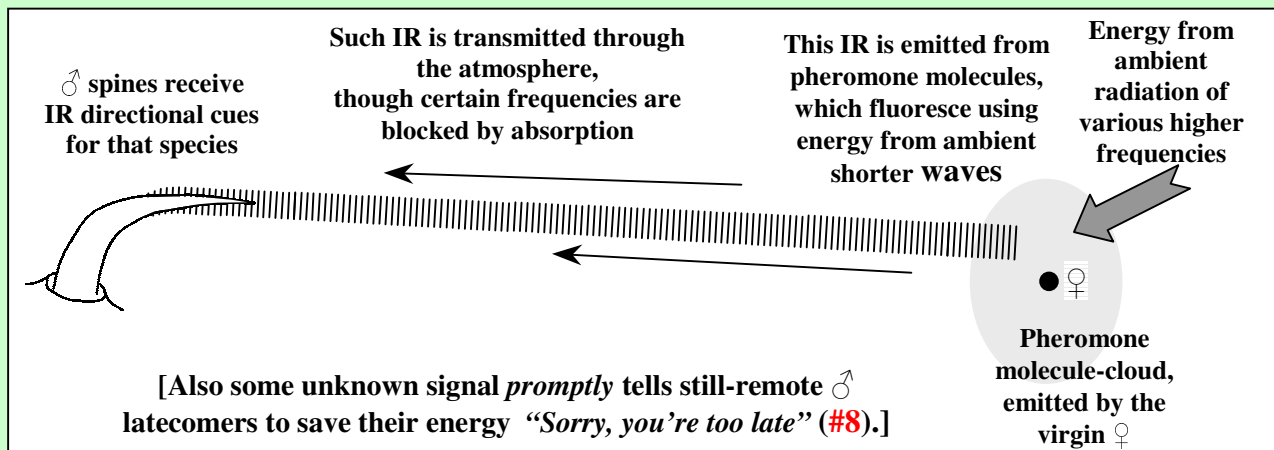 ♂ spines receive
IR directional cues
for that species
Such IR is transmitted through
the atmosphere,
though certain frequencies are
blocked by absorption
This IR is emitted from
pheromone molecules,
which fluoresce using
energy from ambient
shorter waves
Energy from
ambient
radiation of
various higher
frequencies
♀
Pheromone
molecule-cloud,
emitted by the
virgin ♀
[Also some unknown signal promptly tells still-remote ♂
latecomers to save their energy “Sorry, you’re too late” (#8).]